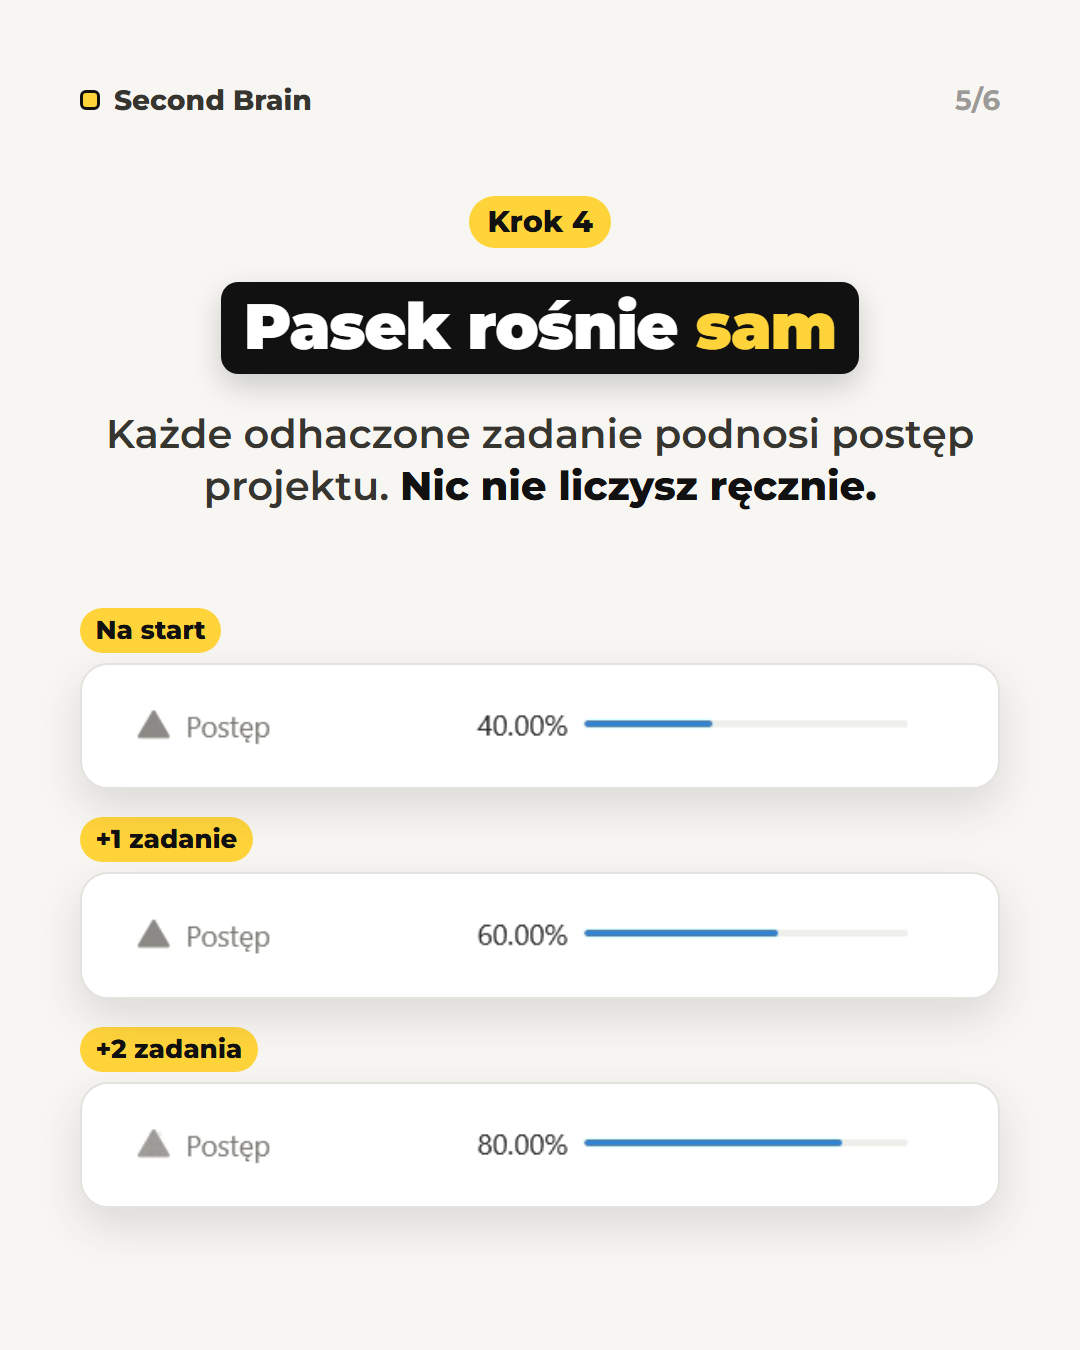 Second Brain
5/6
Krok 4
Pasek rośnie sam
Każde odhaczone zadanie podnosi postęp
projektu. Nic nie liczysz ręcznie.
Na start
Postęp 40.00%
+1 zadanie
Postęp 60.00%
+2 zadania
Postęp 80.00%